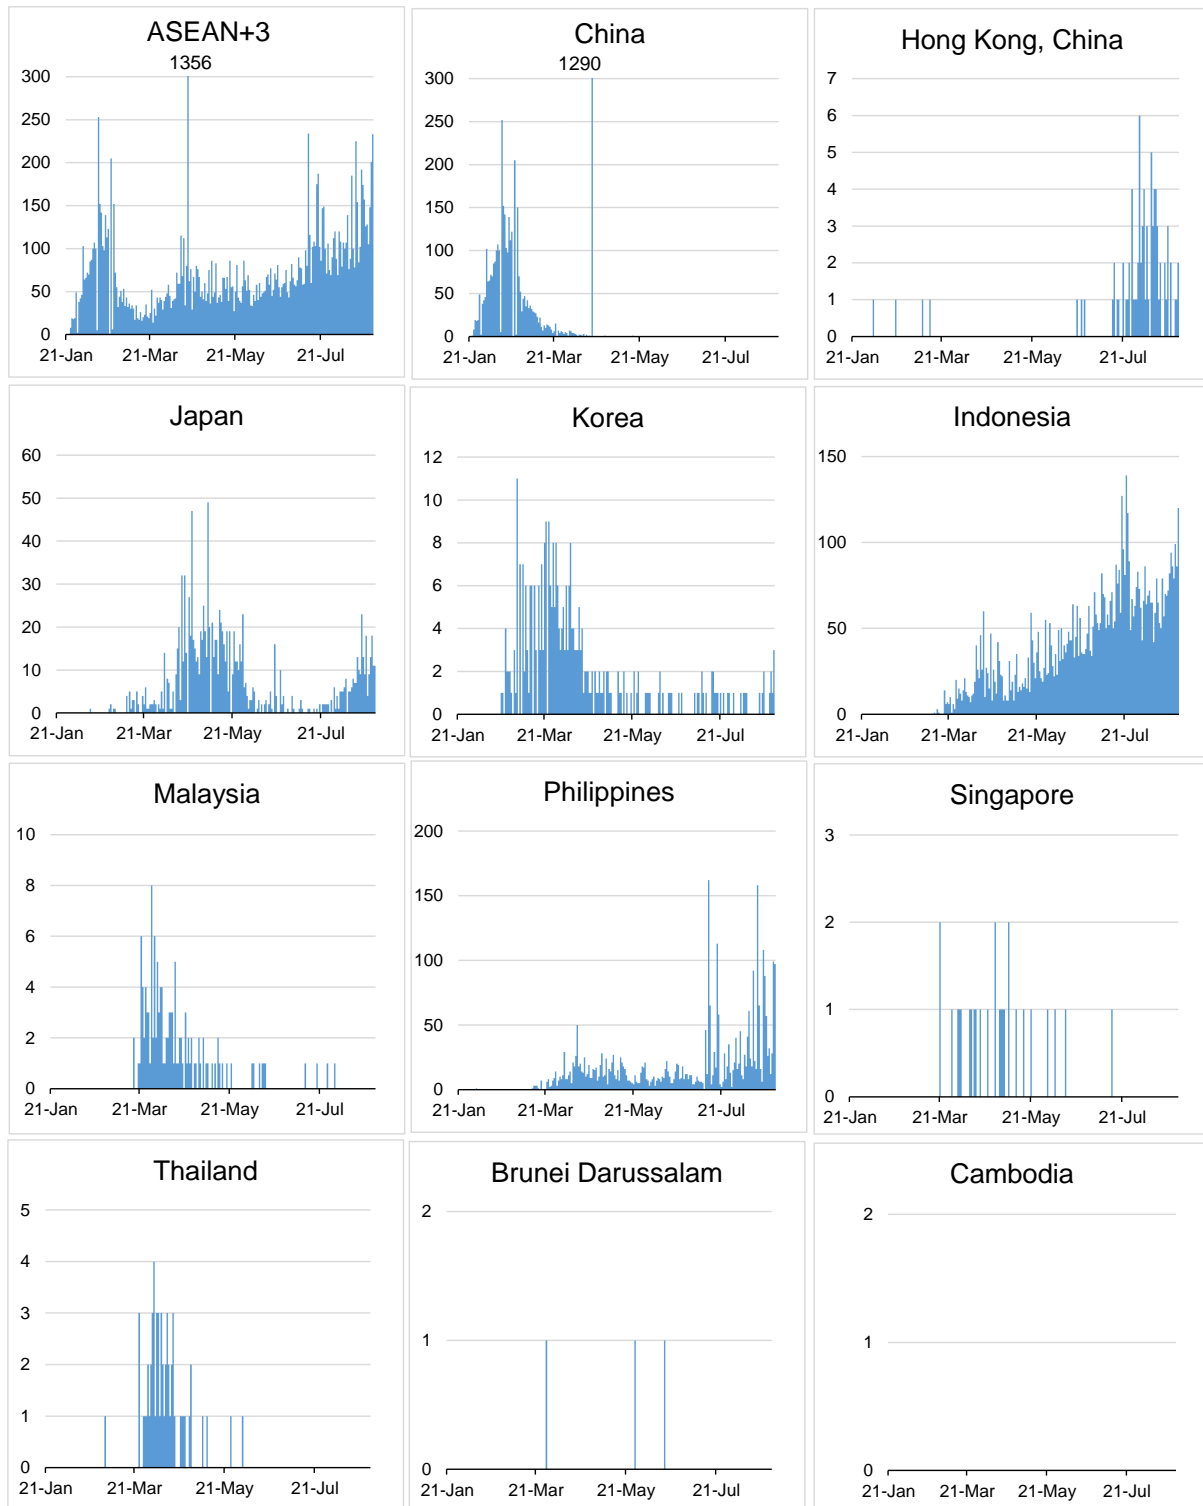 ASEAN+3
1356
300
250
200
150
100
50
0
21-Jan 21-Mar 21-May 21-Jul
China
1290
300
250
200
150
100
50
0
21-Jan 21-Mar 21-May 21-Jul
Hong Kong, China
7
6
5
4
3
2
1
0
21-Jan 21-Mar 21-May 21-Jul
Japan
60
50
40
30
20
10
0
21-Jan 21-Mar 21-May 21-Jul
Korea
12
10
8
6
4
2
0
21-Jan 21-Mar 21-May 21-Jul
Indonesia
150
100
50
0
21-Jan 21-Mar 21-May 21-Jul
Malaysia
10
8
6
4
2
0
21-Jan 21-Mar 21-May 21-Jul
Philippines
200
150
100
50
0
21-Jan 21-Mar 21-May 21-Jul
Singapore
3
2
1
0
21-Jan 21-Mar 21-May 21-Jul
Thailand
5
4
3
2
1
0
21-Jan 21-Mar 21-May 21-Jul
Brunei Darussalam
2
1
0
21-Jan 21-Mar 21-May 21-Jul
Cambodia
2
1
0
21-Jan 21-Mar 21-May 21-Jul